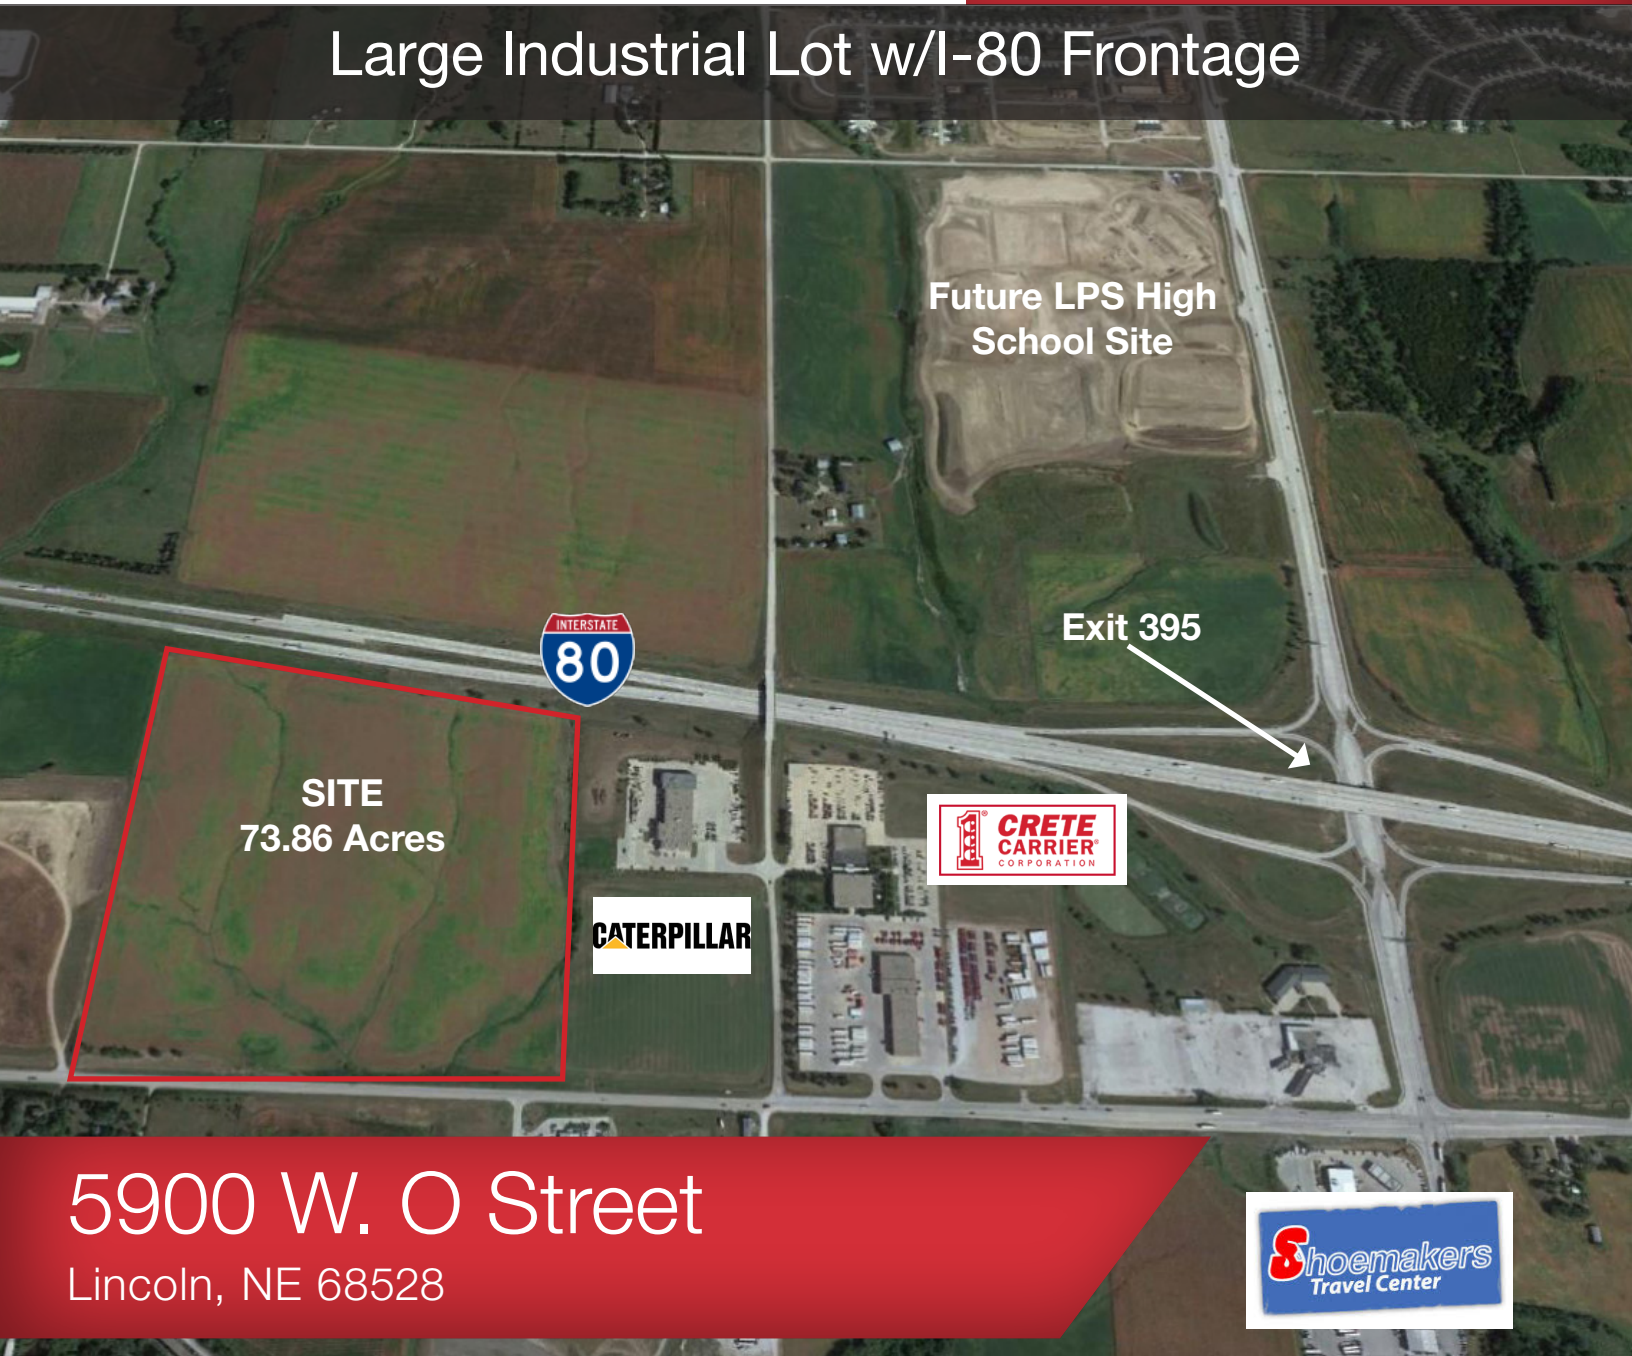 Large Industrial Lot w/I-80 Frontage
Future LPS High
School Site
Exit 395
INTERSTATE
80
SITE
73.86 Acres
1
CRETE
CARRIER®
CORPORATION
CATERPILLAR
5900 W. O Street
Lincoln, NE 68528
Shoemakers
Travel Center